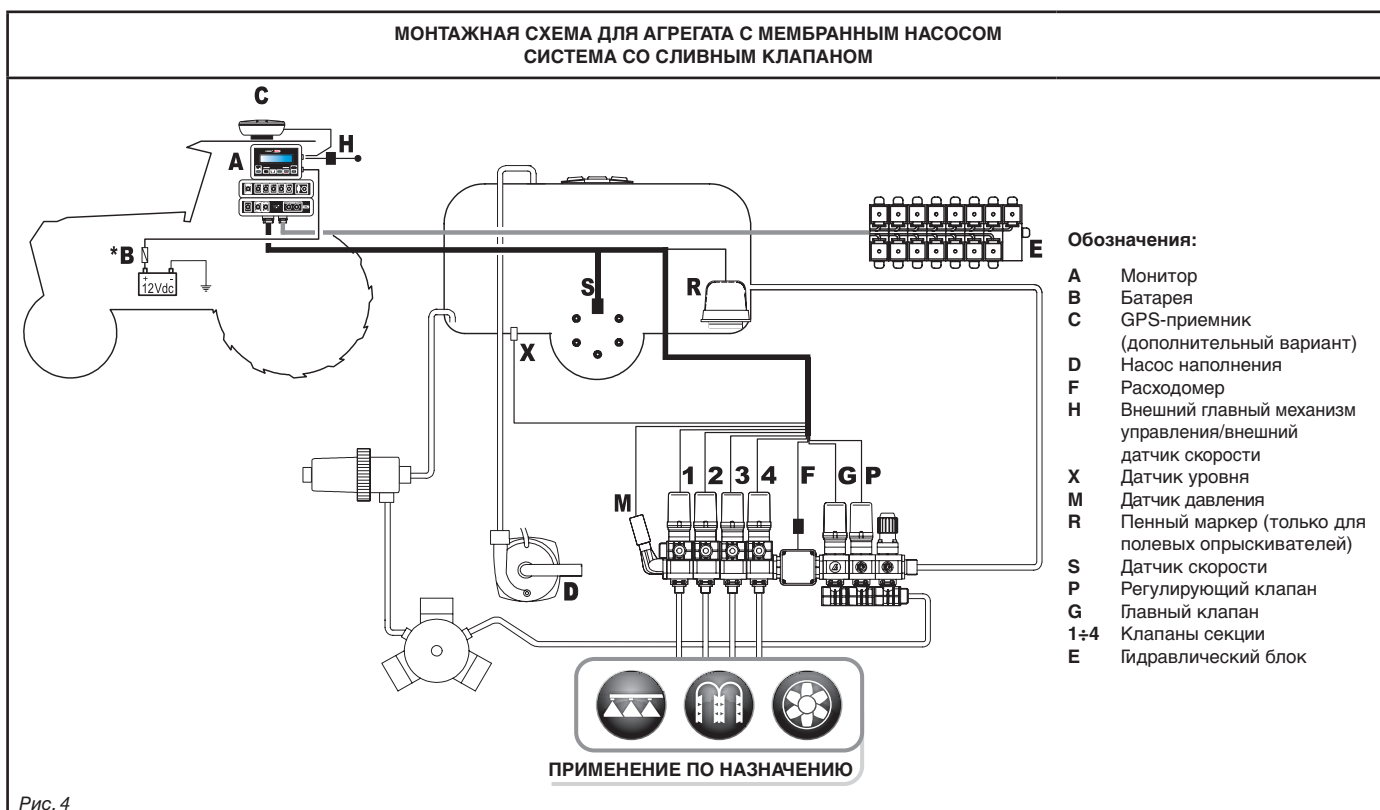 МОНТАЖНАЯ СХЕМА ДЛЯ АГРЕГАТА С МЕМБРАННЫМ НАСОСОМ
СИСТЕМА СО СЛИВНЫМ КЛАПАНОМ
C
H
A
*B
+ -
12Vdc
S
R
E
X
M
1 2 3 4 F G P
D
ПРИМЕНЕНИЕ ПО НАЗНАЧЕНИЮ
Обозначения:
A Монитор
B Батарея
C GPS-приемник
(дополнительный вариант)
D Насос наполнения
F Расходомер
H Внешний главный механизм
управления/внешний
датчик скорости
X Датчик уровня
M Датчик давления
R Пенный маркер (только для
полевых опрыскивателей)
S Датчик скорости
P Регулирующий клапан
G Главный клапан
1÷4 Клапаны секции
E Гидравлический блок
Рис. 4